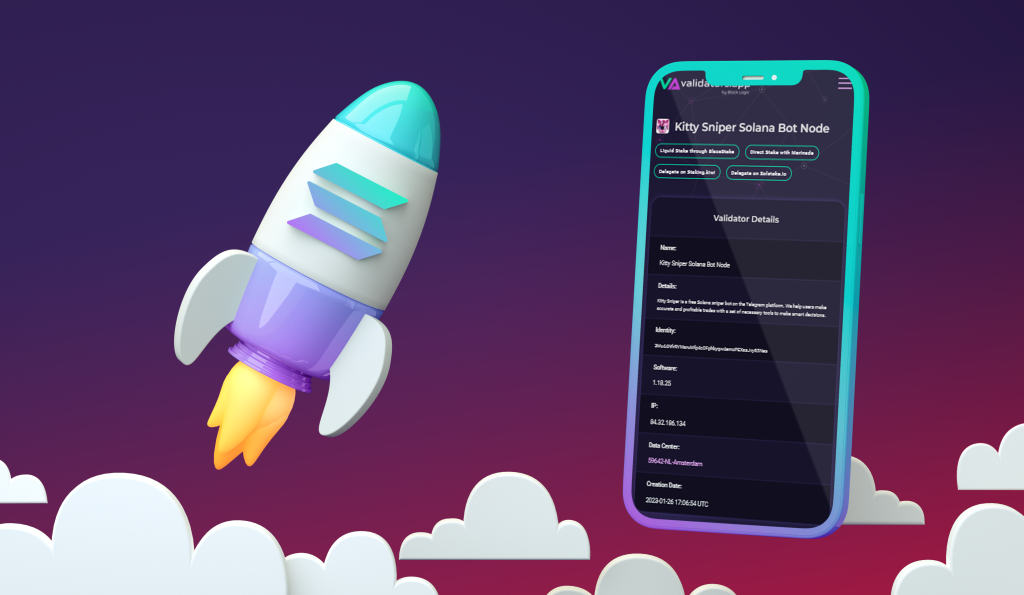 VA validators.app
by Block Logic
Kitty Sniper Solana Bot Node
Liquid Stake through BlazeStake
Direct Stake with Marinade
Delegate on Staking.kiwi
Delegate on Solstake.io
Validator Details
Name:
Kitty Sniper Solana Bot Node
Details:
Kitty Sniper is a free Solana sniper bot on the Telegram platform. We help users make
accurate and profitable trades with a set of necessary tools to make smart decisions.
Identity:
Software:
1.18.25
IP:
84.32.186.134
Data Center:
59642-NL-Amsterdam
Creation Date:
2023-01-26 17:06:54 UTC